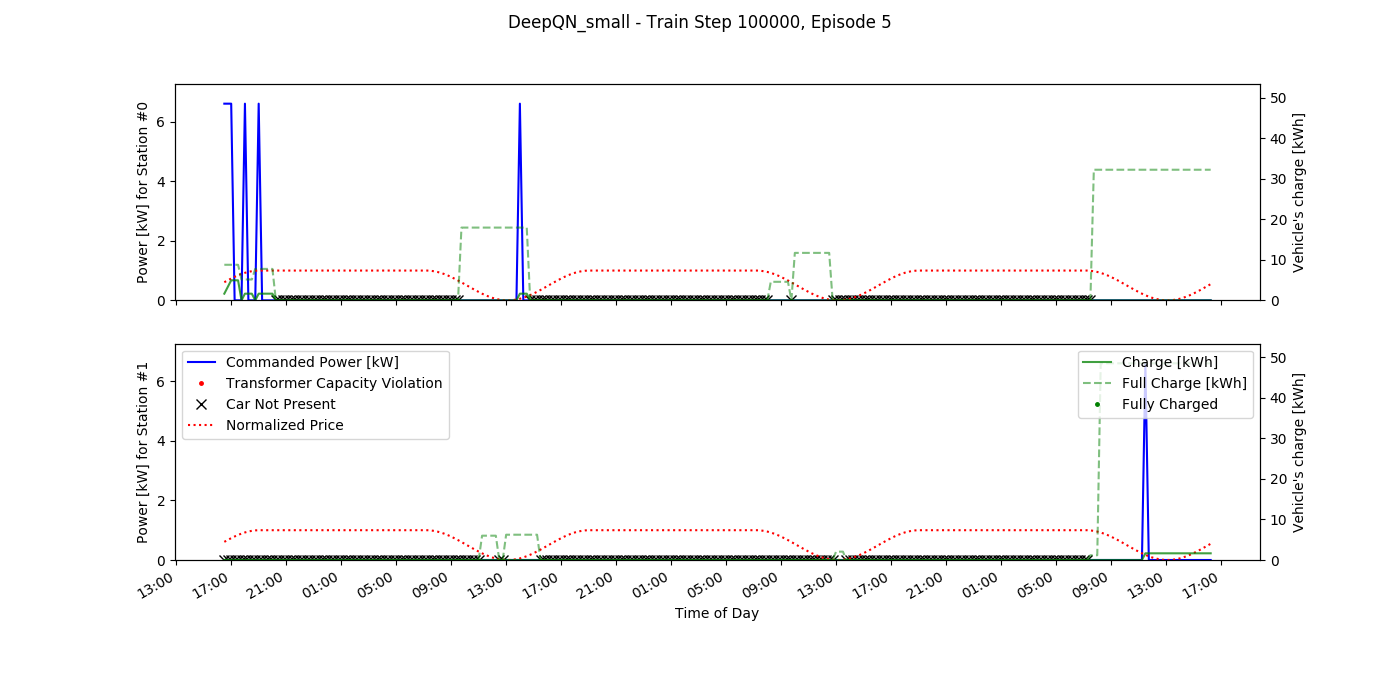 DeepQN_small - Train Step 100000, Episode 5
Power [kW] for Station #0
6
4
2
0
50
40
30
20
10
0
Vehicle's charge [kWh]
Power [kW] for Station #1
6
4
2
0
Commanded Power [kW]
Transformer Capacity Violation
Car Not Present
Normalized Price
Charge [kWh]
Full Charge [kWh]
Fully Charged
50
40
30
20
10
0
Vehicle's charge [kWh]
13:00 17:00 21:00 01:00 05:00 09:00 13:00 17:00 21:00 01:00 05:00 09:00 13:00 17:00 21:00 01:00 05:00 09:00 13:00 17:00
Time of Day